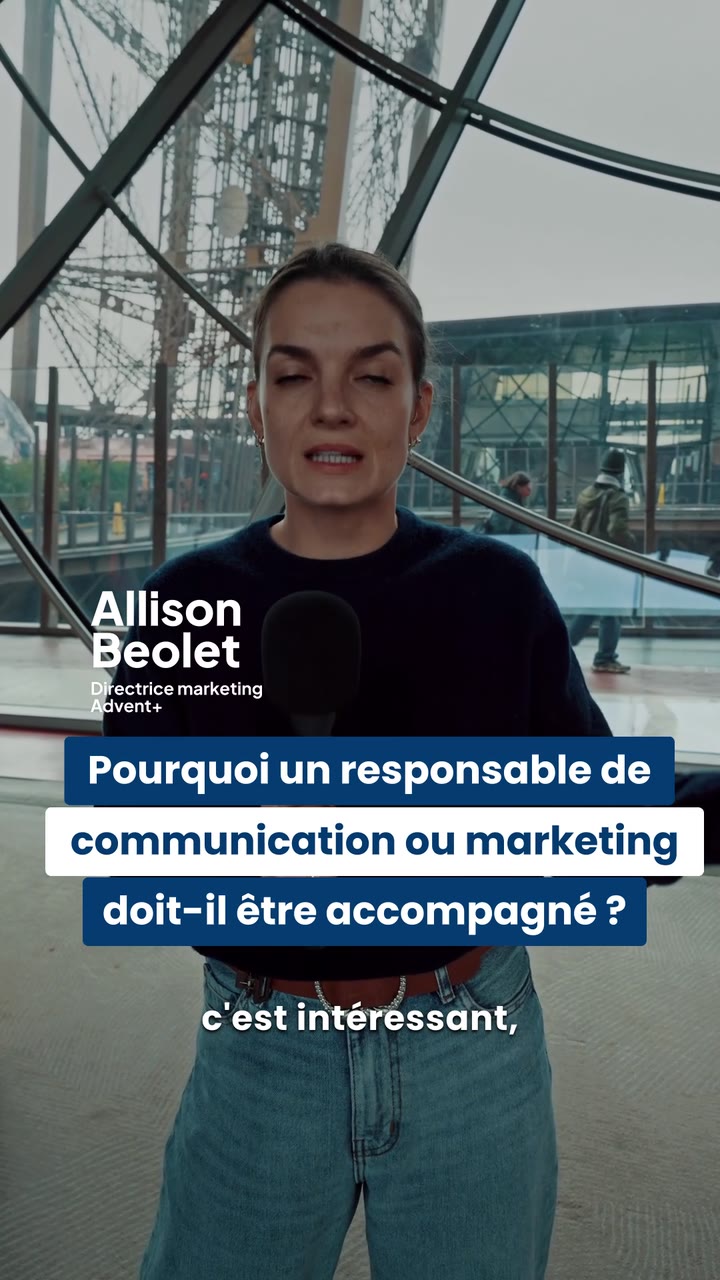 Allison
Beolet
Directrice marketing
Advent+
Pourquoi un responsable de
communication ou marketing
doit-il être accompagné ?
c'est intéressant,